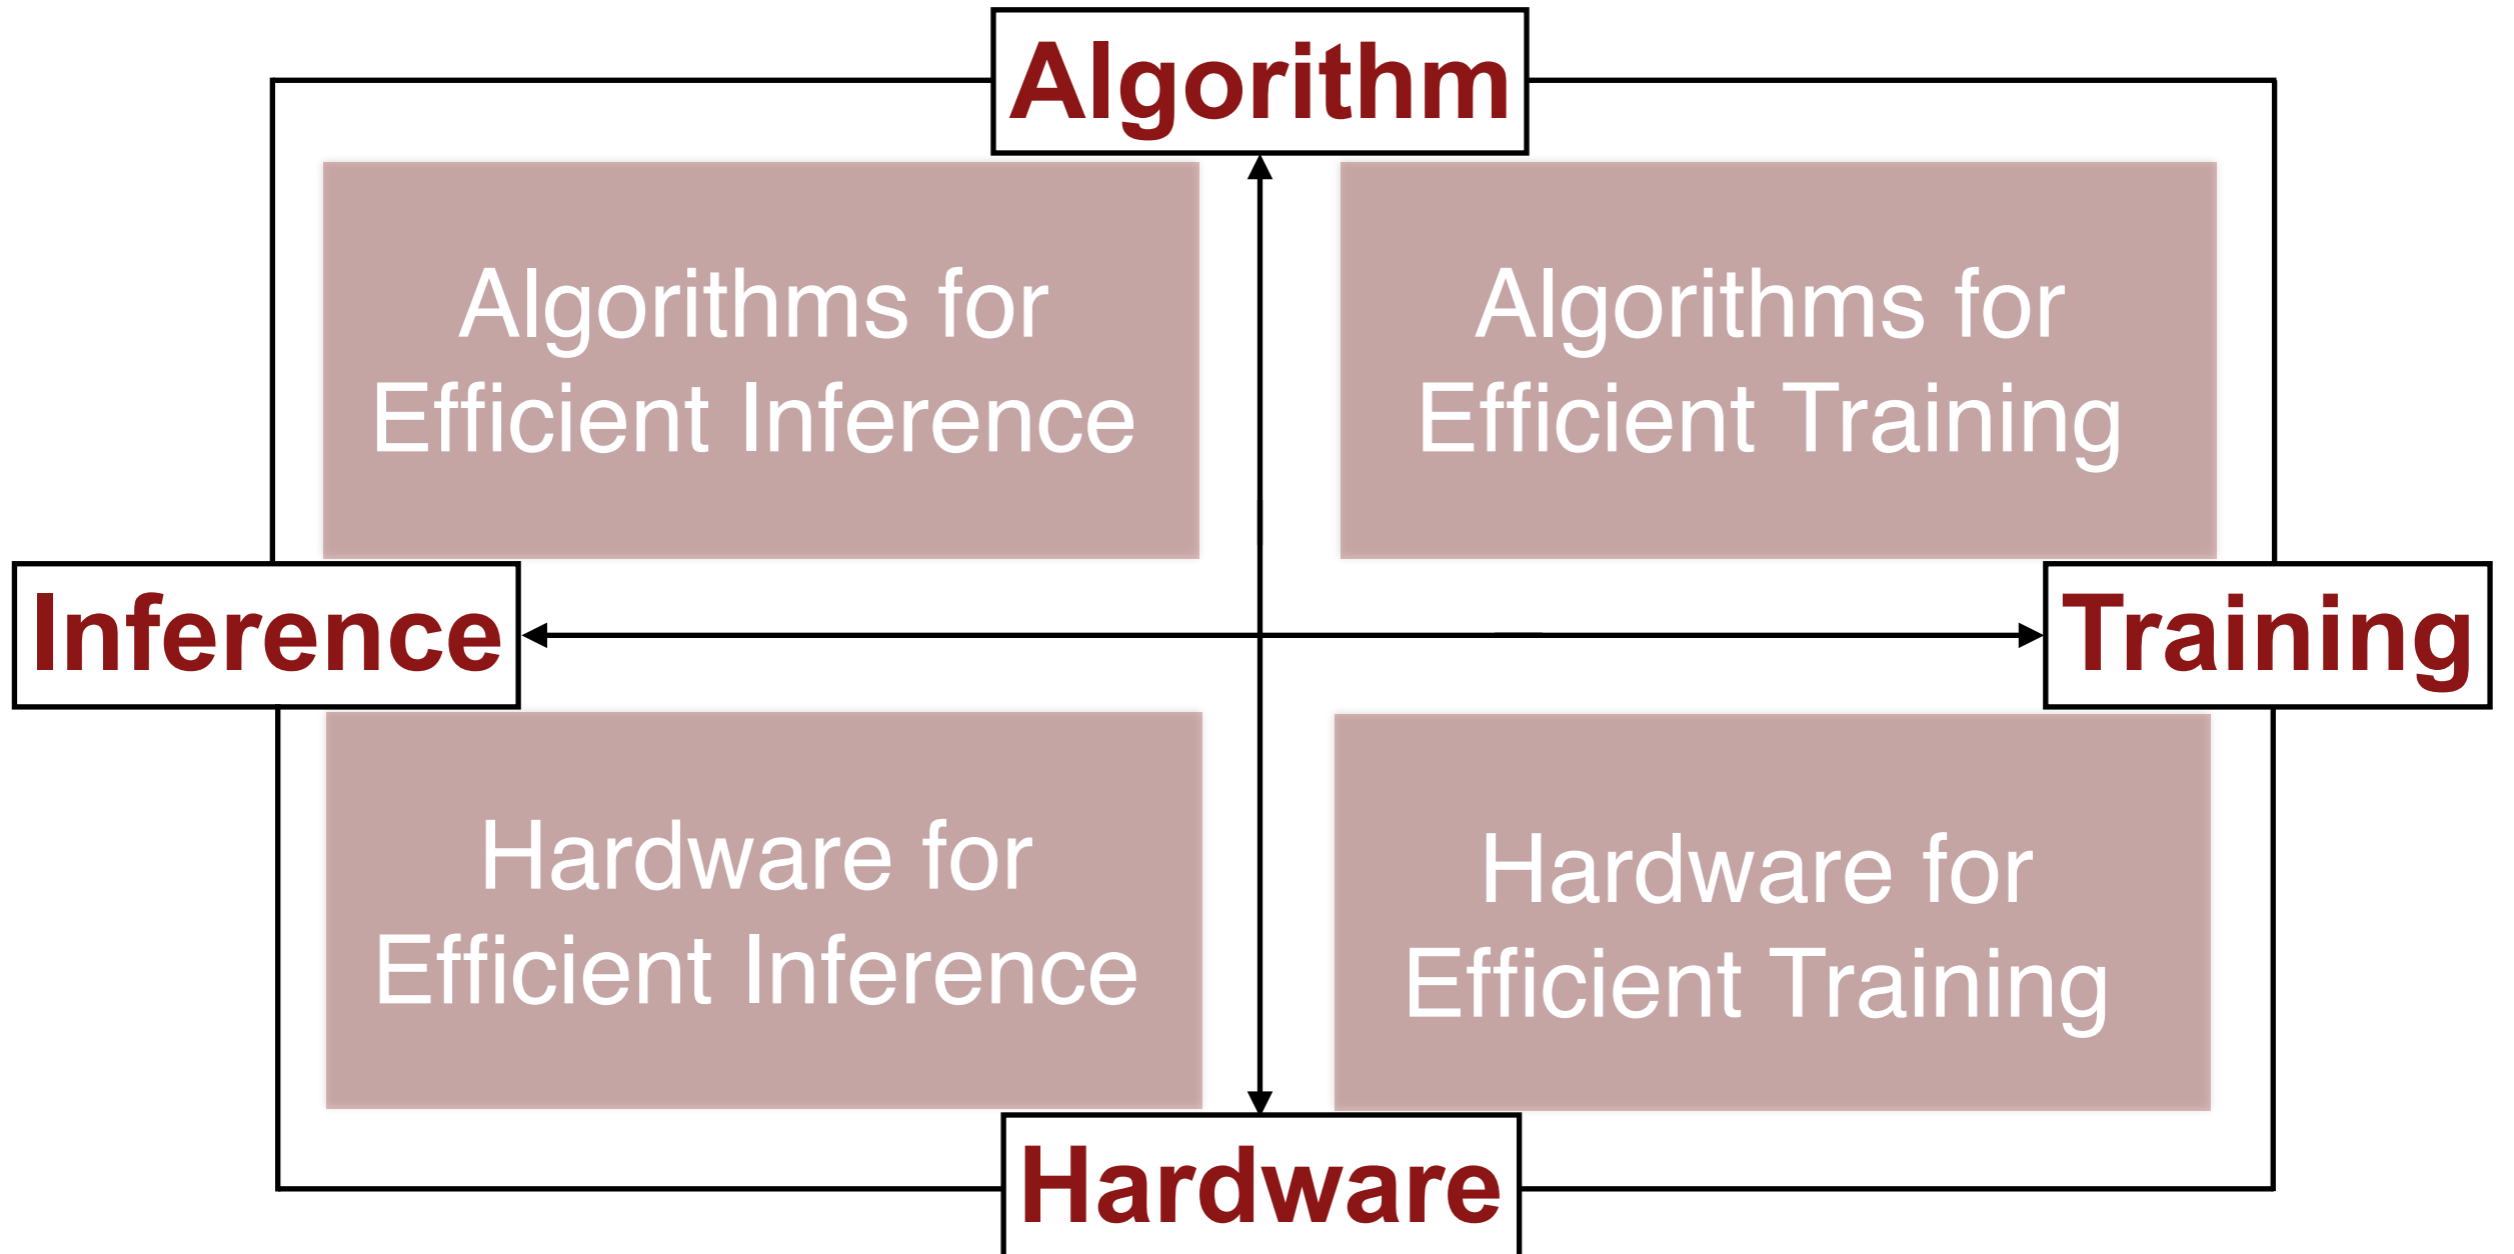 Algorithm
Algorithms for
Efficient Inference
Algorithms for
Efficient Training
Inference
Training
Hardware for
Efficient Inference
Hardware for
Efficient Training
Hardware